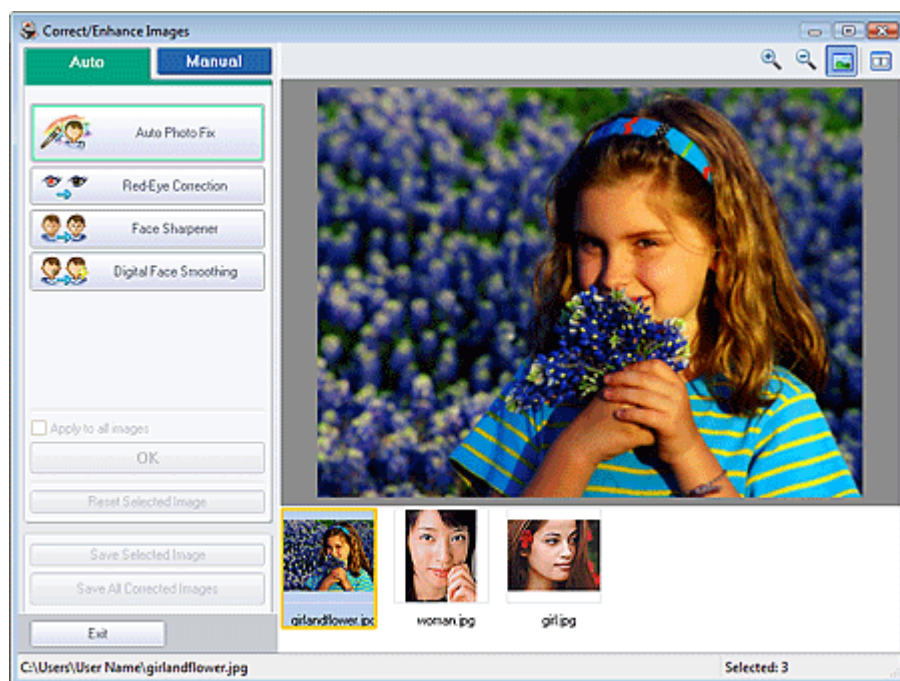 Correct/Enhance Images
Auto Manual
Auto Photo Fix
Red-Eye Correction
Face Sharpener
Digital Face Smoothing
Apply to all images
OK
Reset Selected Image
Save Selected Image
Save All Corrected Images
girlandflower.jpg woman.jpg girl.jpg
Exit
C:\Users\User Name\girlandflower.jpg Selected: 3